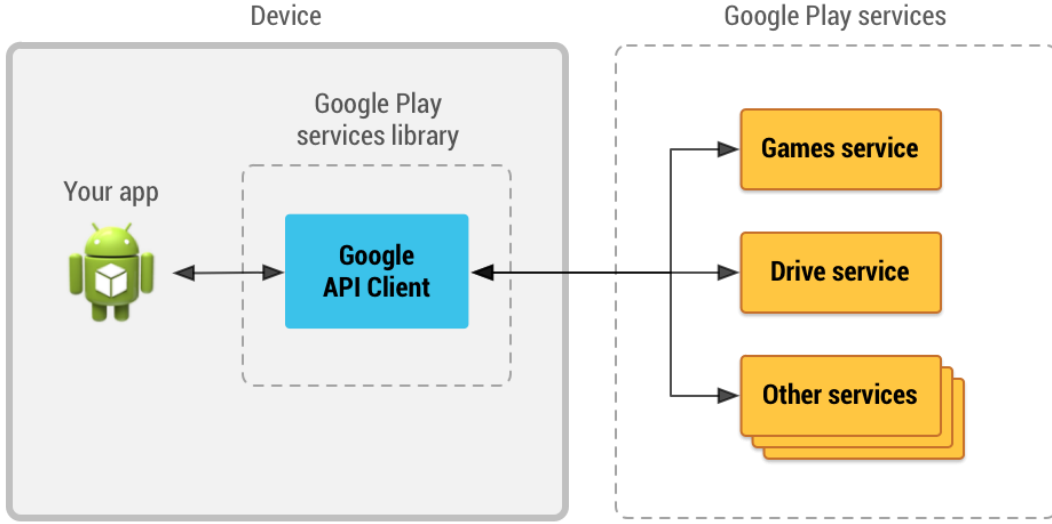 Device
Google Play services
Google Play
services library
Your app
Google
API Client
Games service
Drive service
Other services